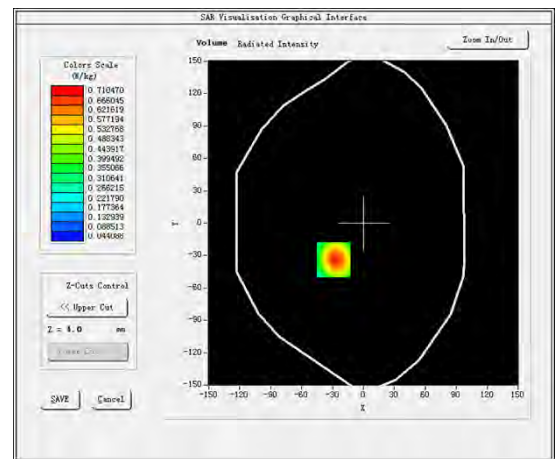 SAR Visualisation Graphical Interface
Volume Radiated Intensity
Zoom In/Out
Colors Scale
(W/kg)
0.710470
0.666045
0.621619
0.577194
0.532768
0.488343
0.443917
0.399492
0.355066
0.310641
0.266215
0.221790
0.177364
0.132939
0.088513
0.044088
Z-Cuts Control
<< Upper Cut
Z = 4.0 mm
SAVE
Cancel
150
120
90
60
30
0
-30
-60
-90
-120
-150
Y
-150 -120 -90 -60 -30 0 30 60 90 120 150
X